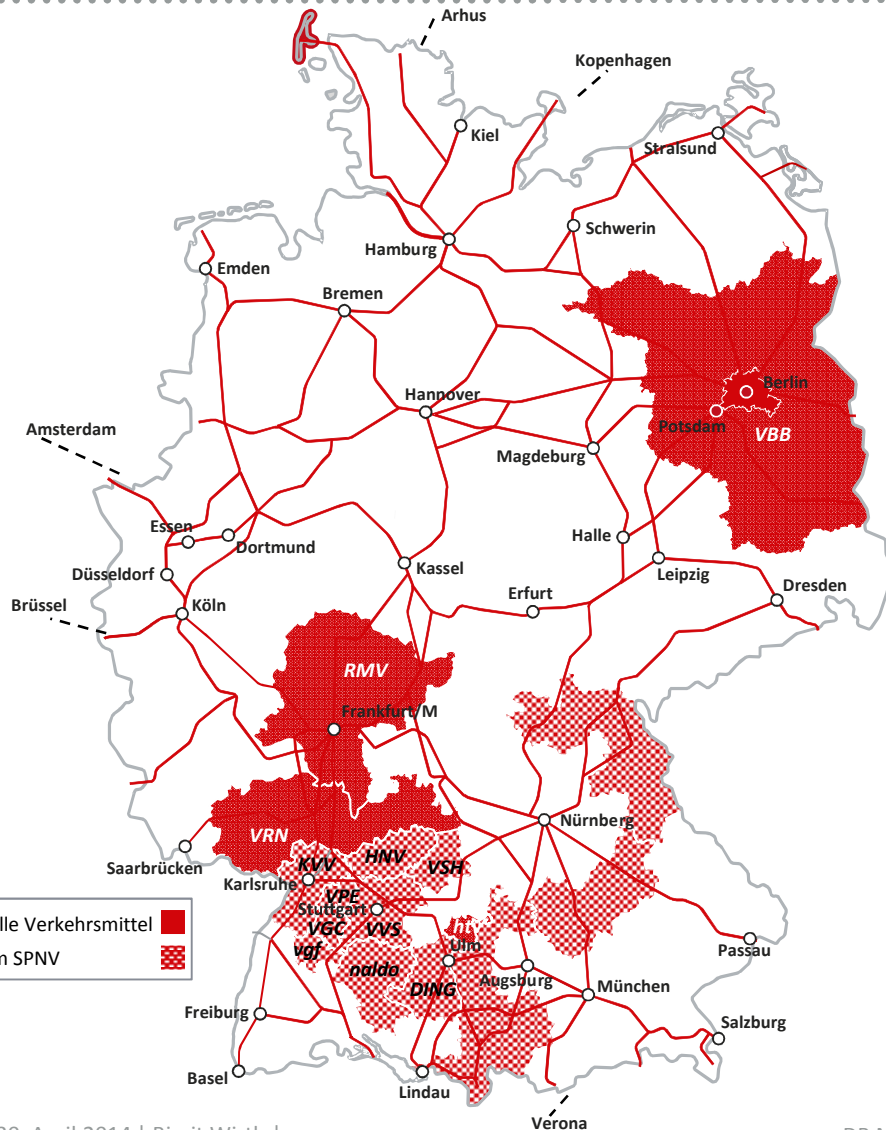 Arhus
Kopenhagen
Kiel
Stralsund
Schwerin
Hamburg
Emden
Bremen
Berlin
Hannover
Potsdam
Amsterdam
VBB
Magdeburg
Essen
Halle
Dortmund
Düsseldorf
Kassel
Leipzig
Erfurt
Dresden
Brüssel
Köln
RMV
Frankfurt/M
Nürnberg
VRN
Saarbrücken
KVV
HNV
VSH
Karlsruhe
VPE
Stuttgart
lle Verkehrsmittel
VGC
VVS
vgf
Ulm
Passau
m SPNV
naldo
Augsburg
DING
München
Freiburg
Salzburg
Basel
Lindau
Verona